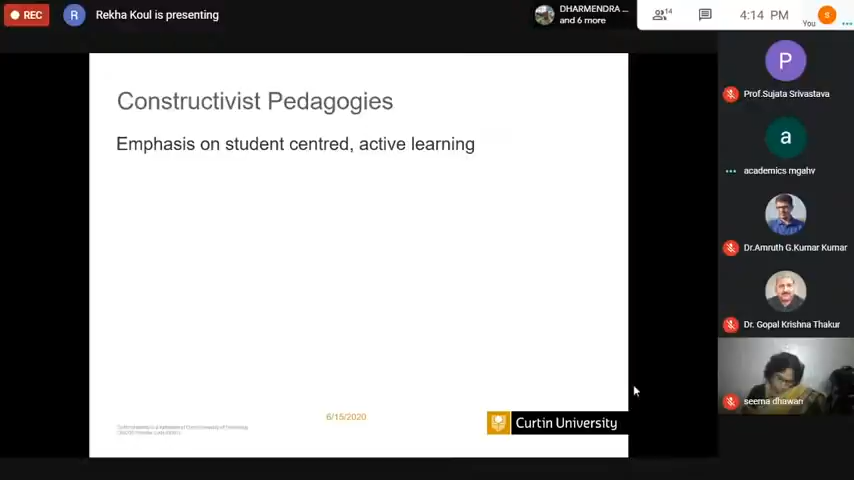 REC
R
Rekha Koul is presenting
DHARMENDRA ...
and 6 more
14
4:14 PM
You
S
P
Prof.Sujata Srivastava
a
academics mgahv
Dr.Amruth G.Kumar Kumar
Dr. Gopal Krishna Thakur
seema dhawan
Constructivist Pedagogies
Emphasis on student centred, active learning
6/15/2020
Curtin University